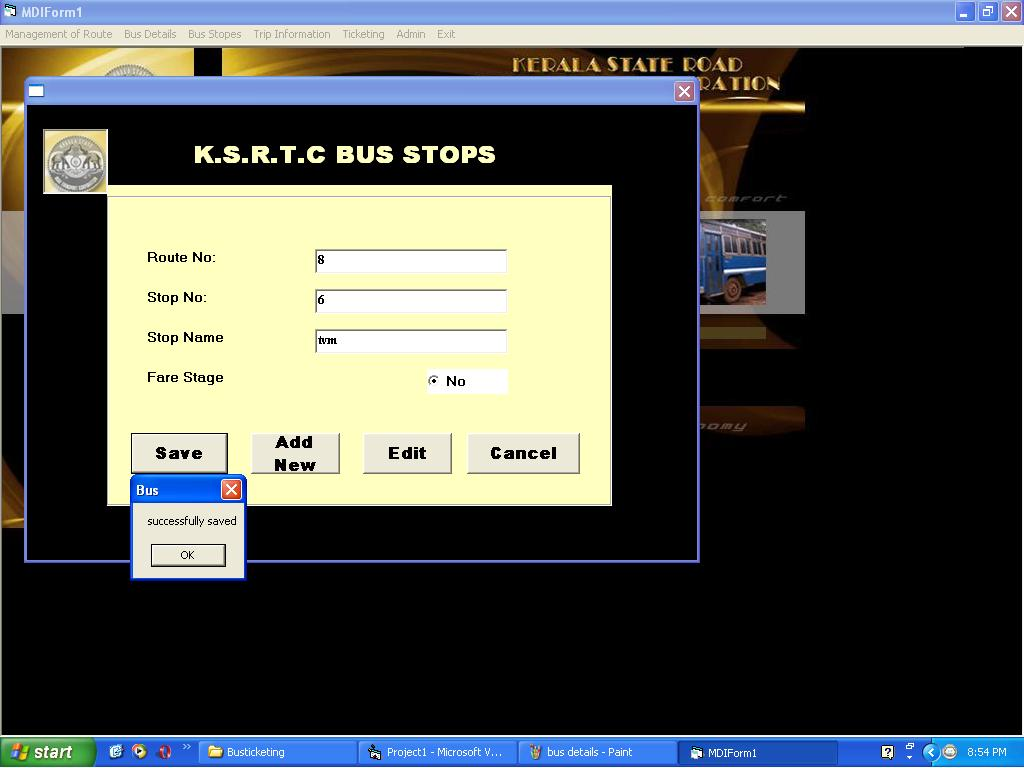 MDIForm1
Management of Route Bus Details Bus Stopes Trip Information Ticketing Admin Exit
KERALA STATE ROAD
RATION
K.S.R.T.C BUS STOPS
comfort
Route No: 8
Stop No: 6
Stop Name tvm
Fare Stage No
omy
Save Add New Edit Cancel
Bus
successfully saved
OK
start Busticketing Project1 - Microsoft V... bus details - Paint MDIForm1 8:54 PM